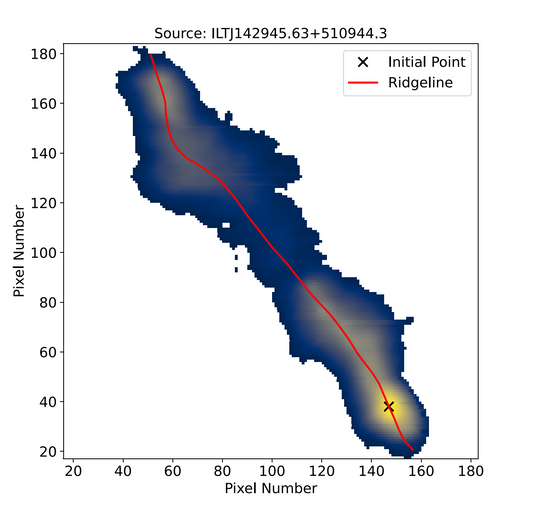 Source: ILTJ142945.63+510944.3
Initial Point
Ridgeline
180
160
140
120
100
80
60
40
20
Pixel Number
20 40 60 80 100 120 140 160 180
Pixel Number